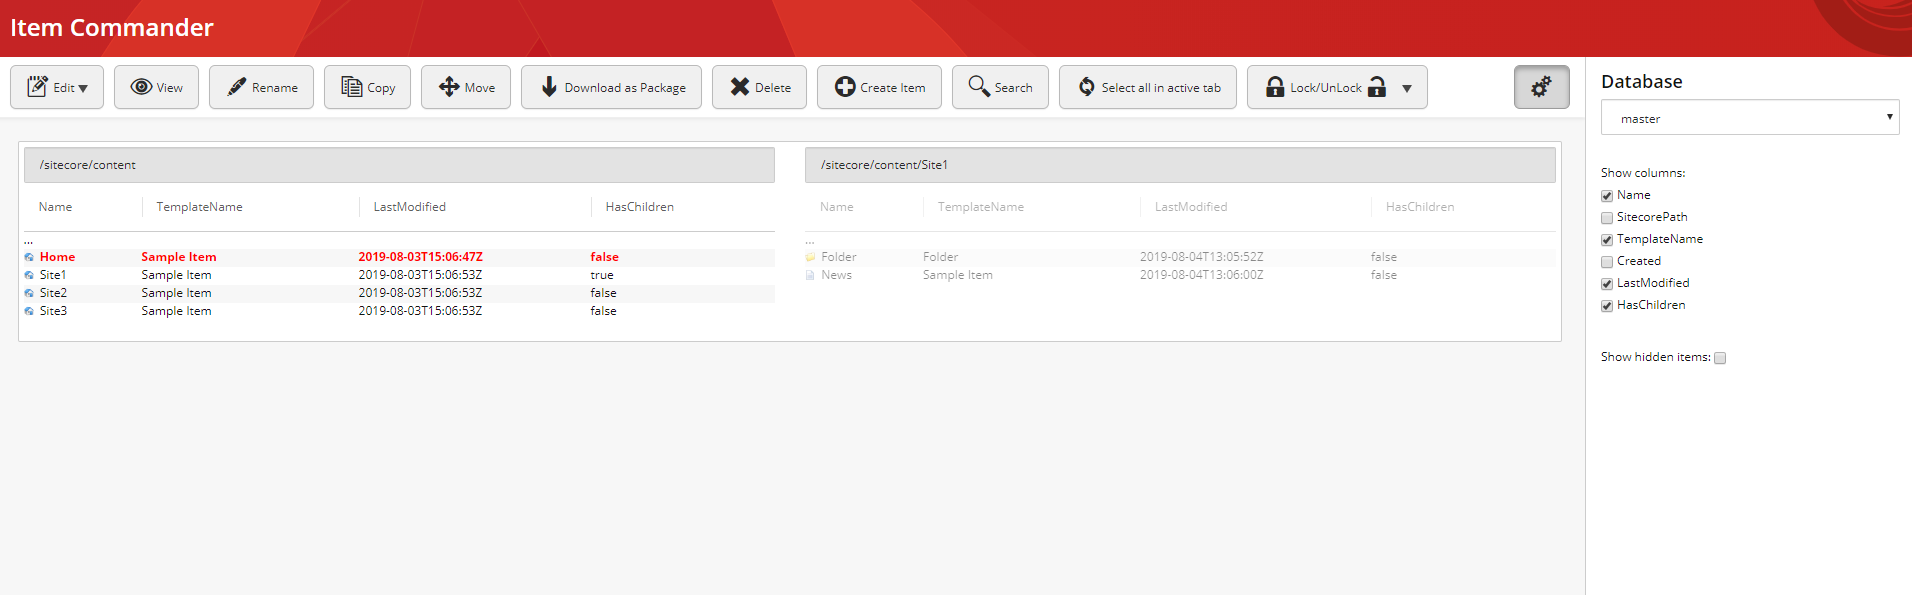 Item Commander
Edit View Rename Copy Move Download as Package Delete Create Item Search Select all in active tab Lock/UnLock
/sitecore/content
Name TemplateName LastModified HasChildren
...
Home Sample Item 2019-08-03T15:06:47Z false
Site1 Sample Item 2019-08-03T15:06:53Z true
Site2 Sample Item 2019-08-03T15:06:53Z false
Site3 Sample Item 2019-08-03T15:06:53Z false
/sitecore/content/Site1
Name TemplateName LastModified HasChildren
...
Folder Folder 2019-08-04T13:05:52Z false
News Sample Item 2019-08-04T13:06:00Z false
Database
master
Show columns:
Name
SitecorePath
TemplateName
Created
LastModified
HasChildren
Show hidden items: